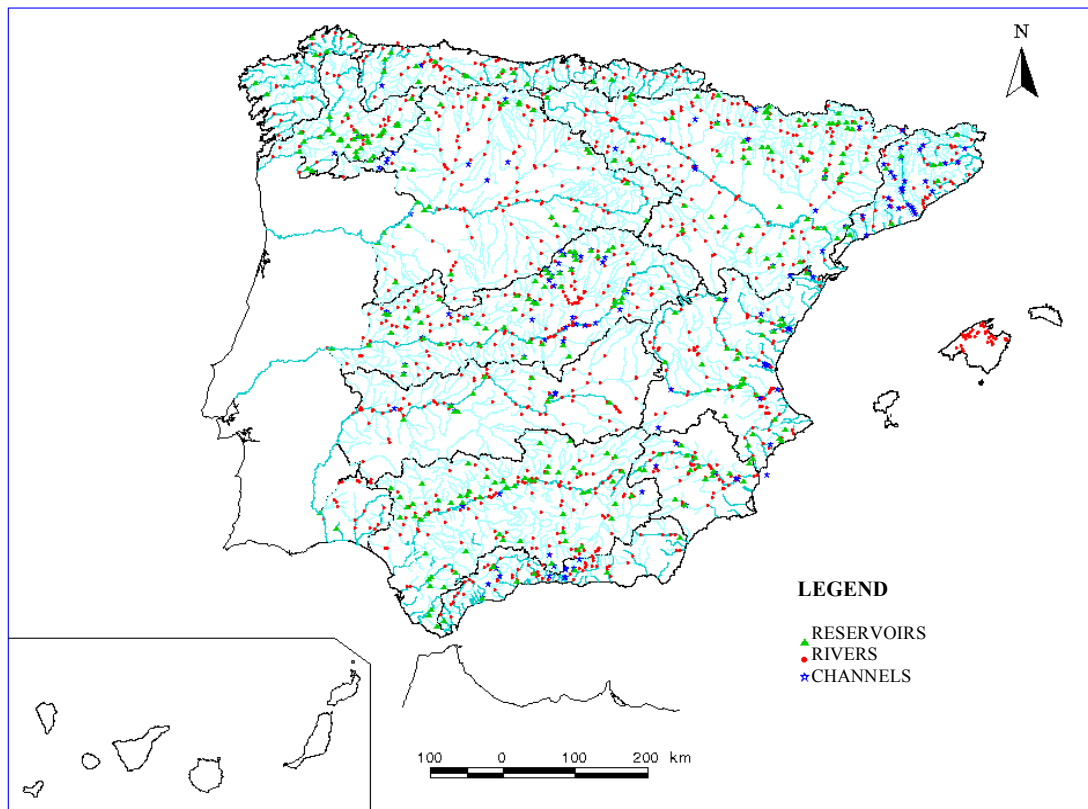 N
LEGEND
RESERVOIRS
RIVERS
CHANNELS
100 0 100 200 km